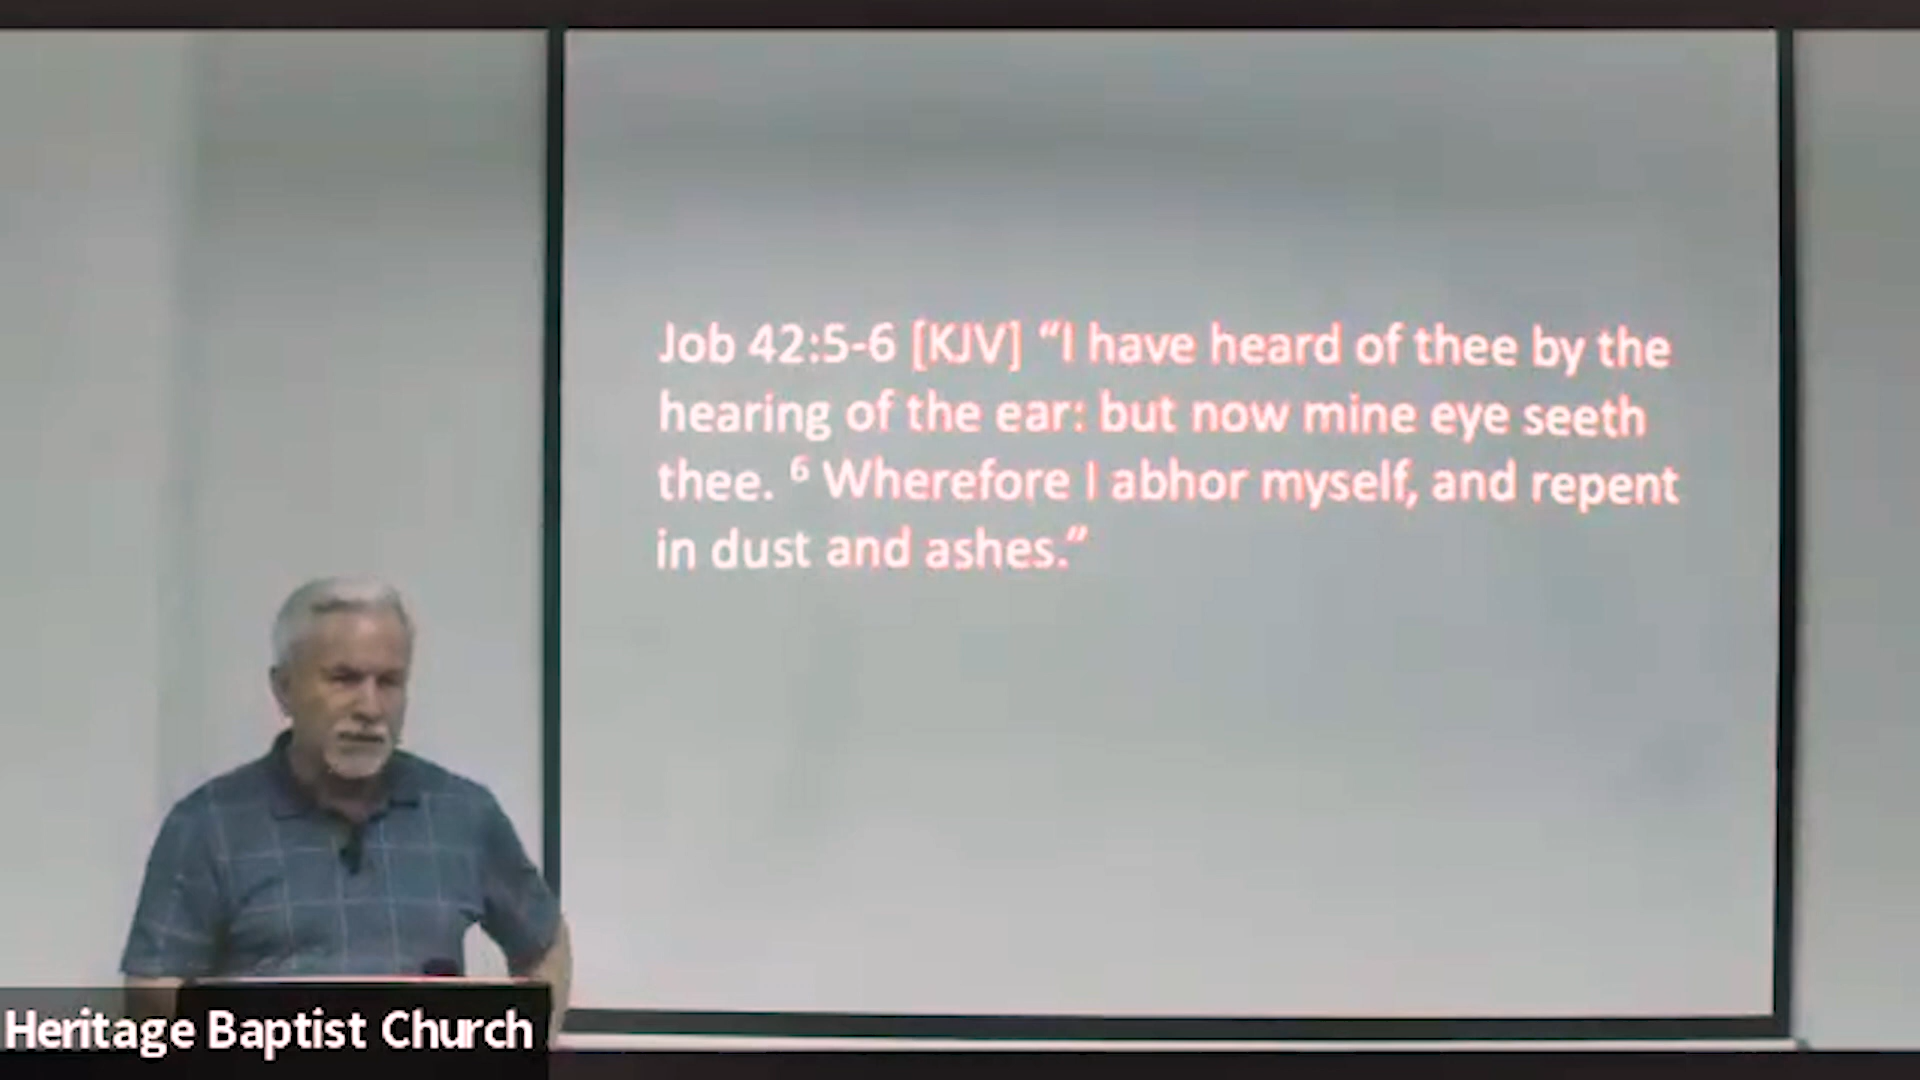 Job 42:5-6 [KJV] “I have heard of thee by the
hearing of the ear: but now mine eye seeth
thee. ⁶ Wherefore I abhor myself, and repent
in dust and ashes.”
Heritage Baptist Church